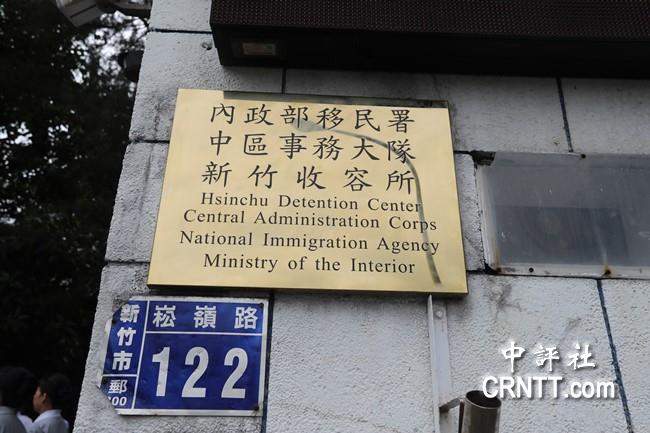 內政部移民署
中區事務大隊
新竹收容所
Hsinchu Detention Center
Central Administration Corps
National Immigration Agency
Ministry of the Interior
新竹市
崧嶺路
122
郵
00
中評社
CRNTT.com